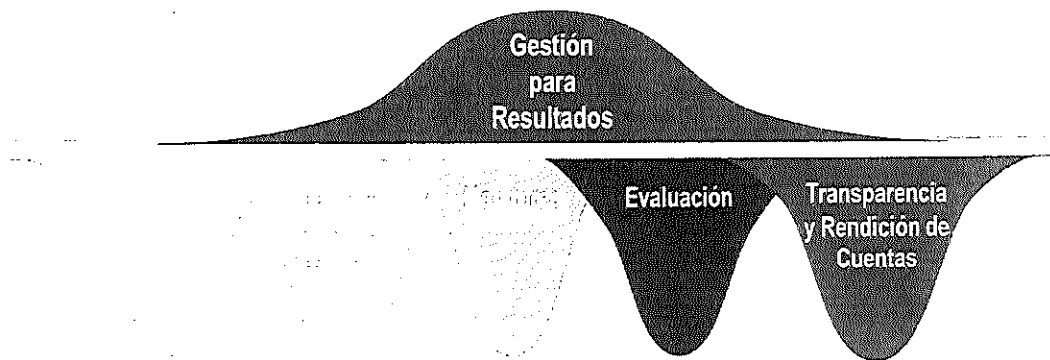 Gestión
para
Resultados
Evaluación
Transparencia
y Rendición de
Cuentas